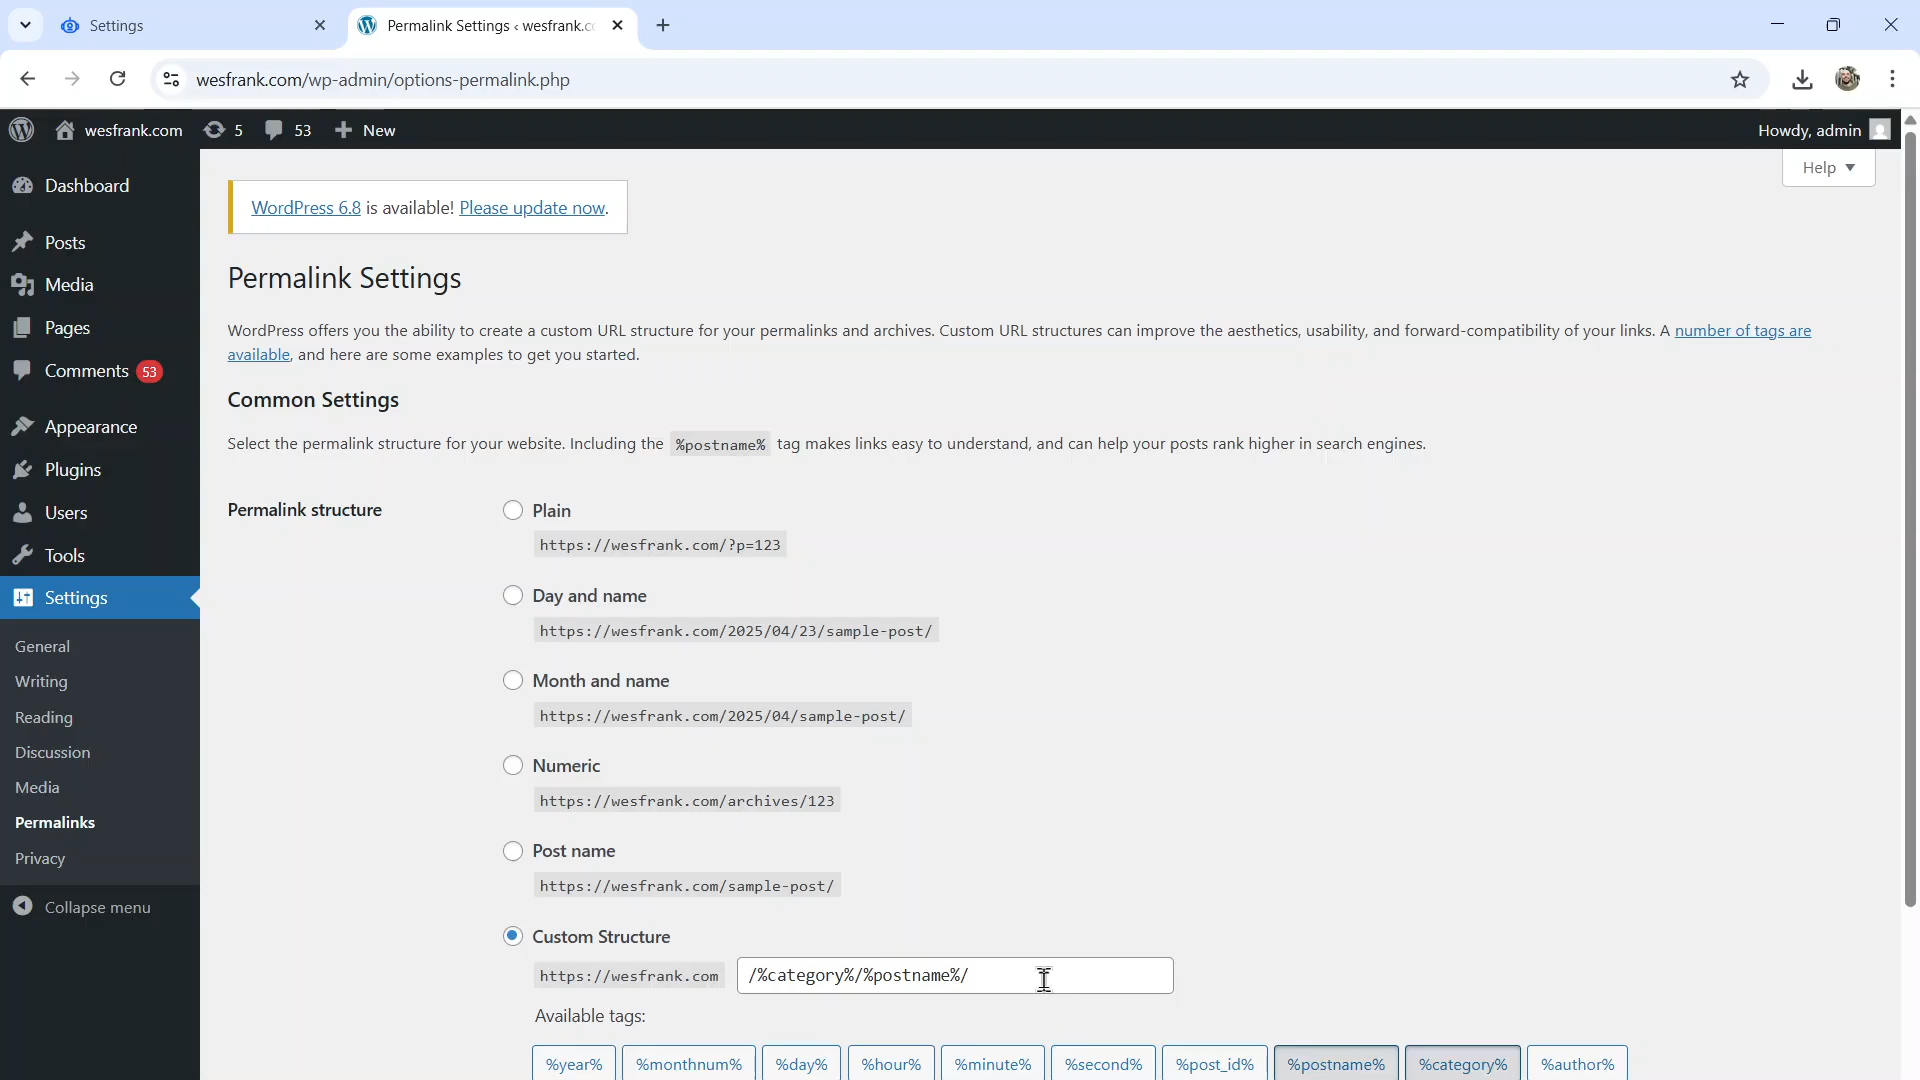 Settings
Permalink Settings ‹ wesfrank.co
wesfrank.com/wp-admin/options-permalink.php
wesfrank.com
5
53
New
Howdy, admin
Help
Dashboard
Posts
Media
Pages
Comments 53
Appearance
Plugins
Users
Tools
Settings
General
Writing
Reading
Discussion
Media
Permalinks
Privacy
Collapse menu
WordPress 6.8 is available! Please update now.
Permalink Settings
WordPress offers you the ability to create a custom URL structure for your permalinks and archives. Custom URL structures can improve the aesthetics, usability, and forward-compatibility of your links. A number of tags are
available, and here are some examples to get you started.
Common Settings
Select the permalink structure for your website. Including the %postname% tag makes links easy to understand, and can help your posts rank higher in search engines.
Permalink structure
Plain
https://wesfrank.com/?p=123
Day and name
https://wesfrank.com/2025/04/23/sample-post/
Month and name
https://wesfrank.com/2025/04/sample-post/
Numeric
https://wesfrank.com/archives/123
Post name
https://wesfrank.com/sample-post/
Custom Structure
https://wesfrank.com /%category%/%postname%/
Available tags:
%year% %monthnum% %day% %hour% %minute% %second% %post_id% %postname% %category% %author%